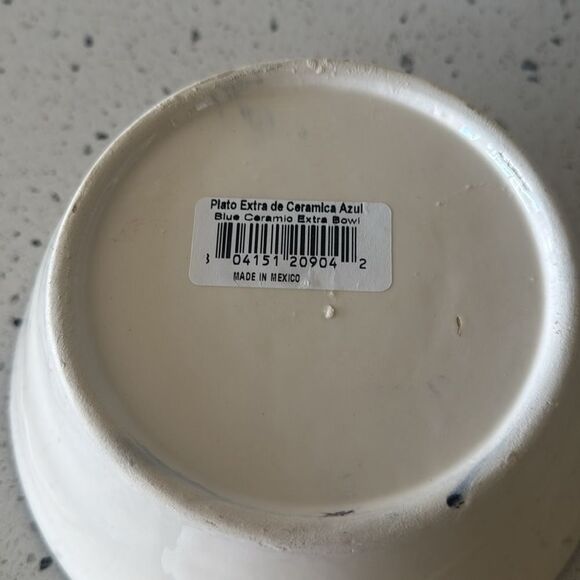 Plato Extra de Ceramica Azul
Blue Ceramic Extra Bowl
3 04151 20904 2
MADE IN MEXICO